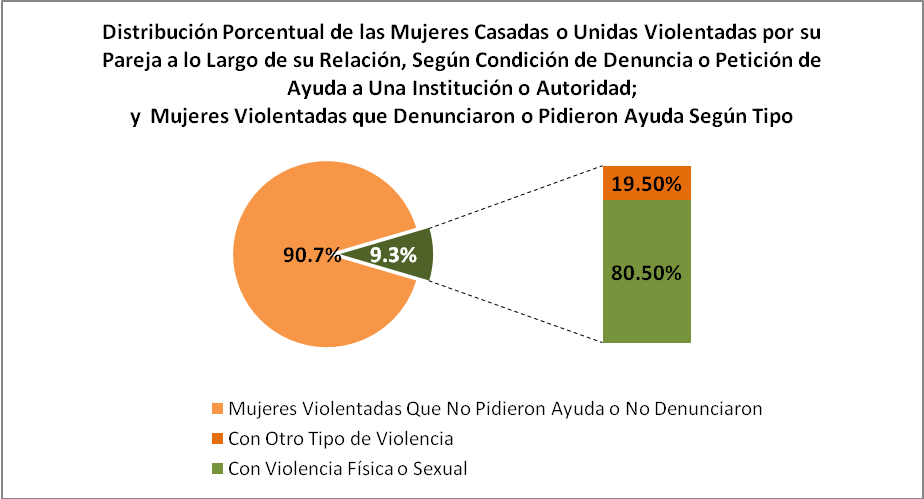 Distribución Porcentual de las Mujeres Casadas o Unidas Violentadas por su
Pareja a lo Largo de su Relación, Según Condición de Denuncia o Petición de
Ayuda a Una Institución o Autoridad;
y Mujeres Violentadas que Denunciaron o Pidieron Ayuda Según Tipo
90.7%
9.3%
19.50%
80.50%
Mujeres Violentadas Que No Pidieron Ayuda o No Denunciaron
Con Otro Tipo de Violencia
Con Violencia Física o Sexual